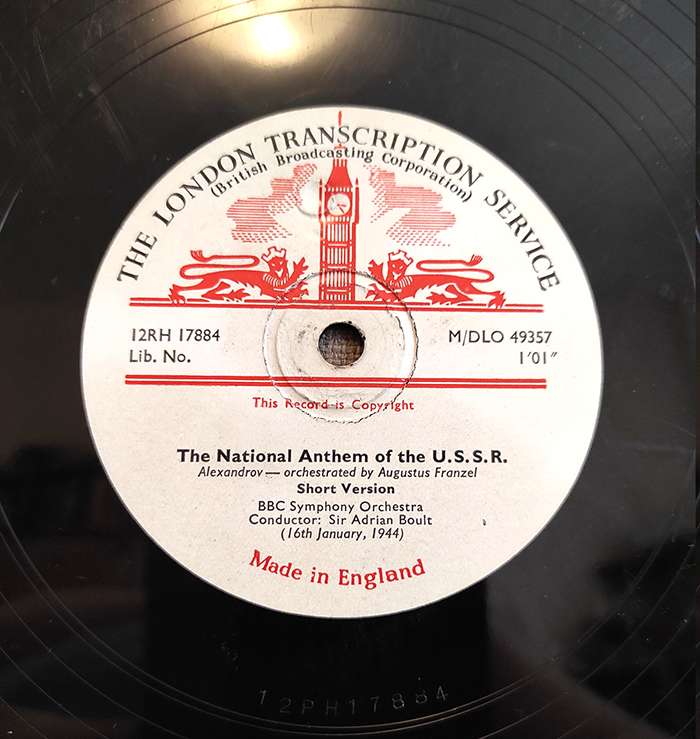 THE LONDON TRANSCRIPTION SERVICE
(British Broadcasting Corporation)
12RH 17884
Lib. No.
M/DLO 49357
1'01"
This Record is Copyright
The National Anthem of the U.S.S.R.
Alexandrov — orchestrated by Augustus Franzel
Short Version
BBC Symphony Orchestra
Conductor: Sir Adrian Boult
(16th January, 1944)
Made in England
12PH17884